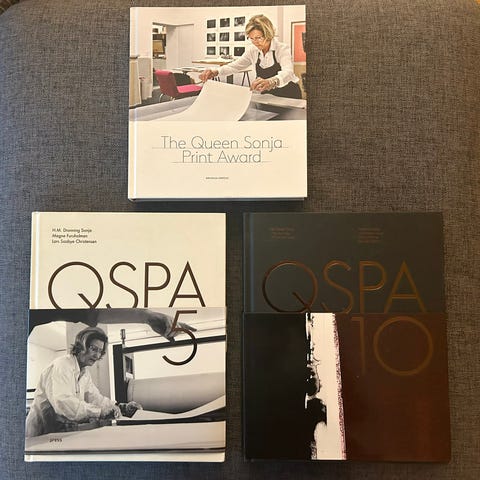 The Queen Sonja
Print Award
H.M. Dronning Sonja
Magne Furuholmen
Lars Saabye Christensen
QSPA
5
press
QSPA
10